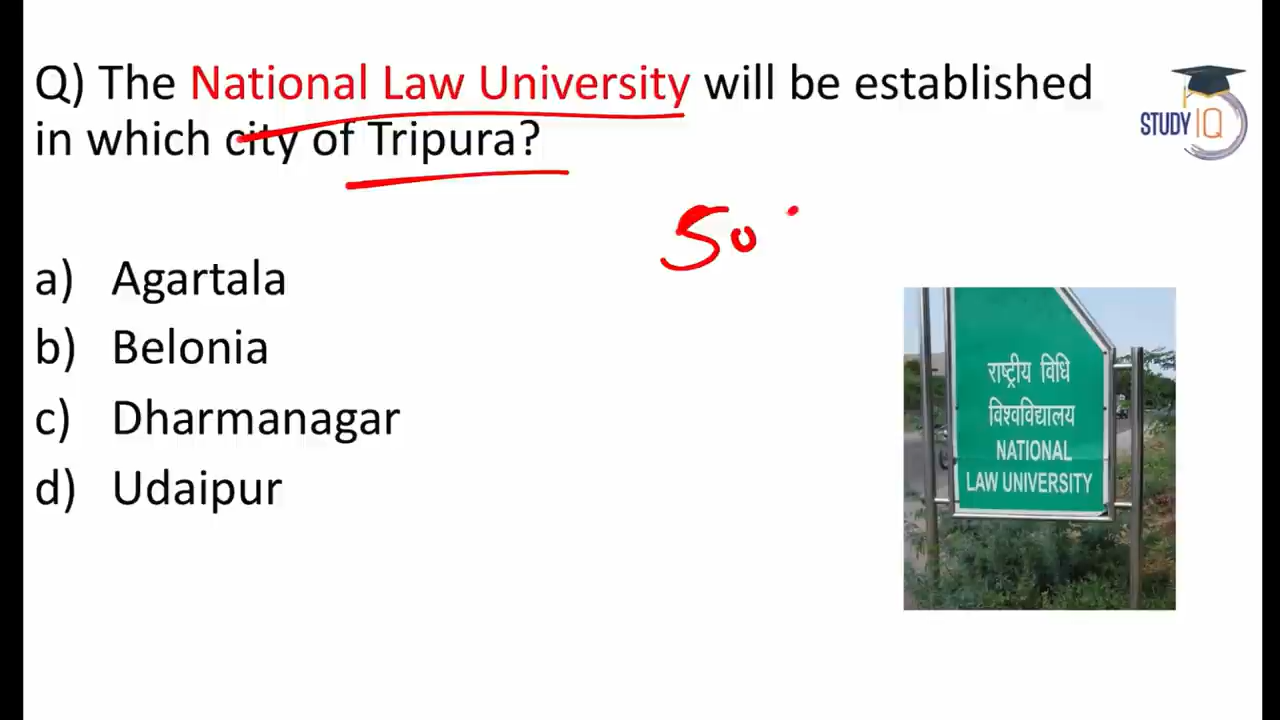 Q) The National Law University will be established
in which city of Tripura?
STUDY IQ
50
a) Agartala
b) Belonia
c) Dharmanagar
d) Udaipur
राष्ट्रीय विधि
विश्वविद्यालय
NATIONAL
LAW UNIVERSITY